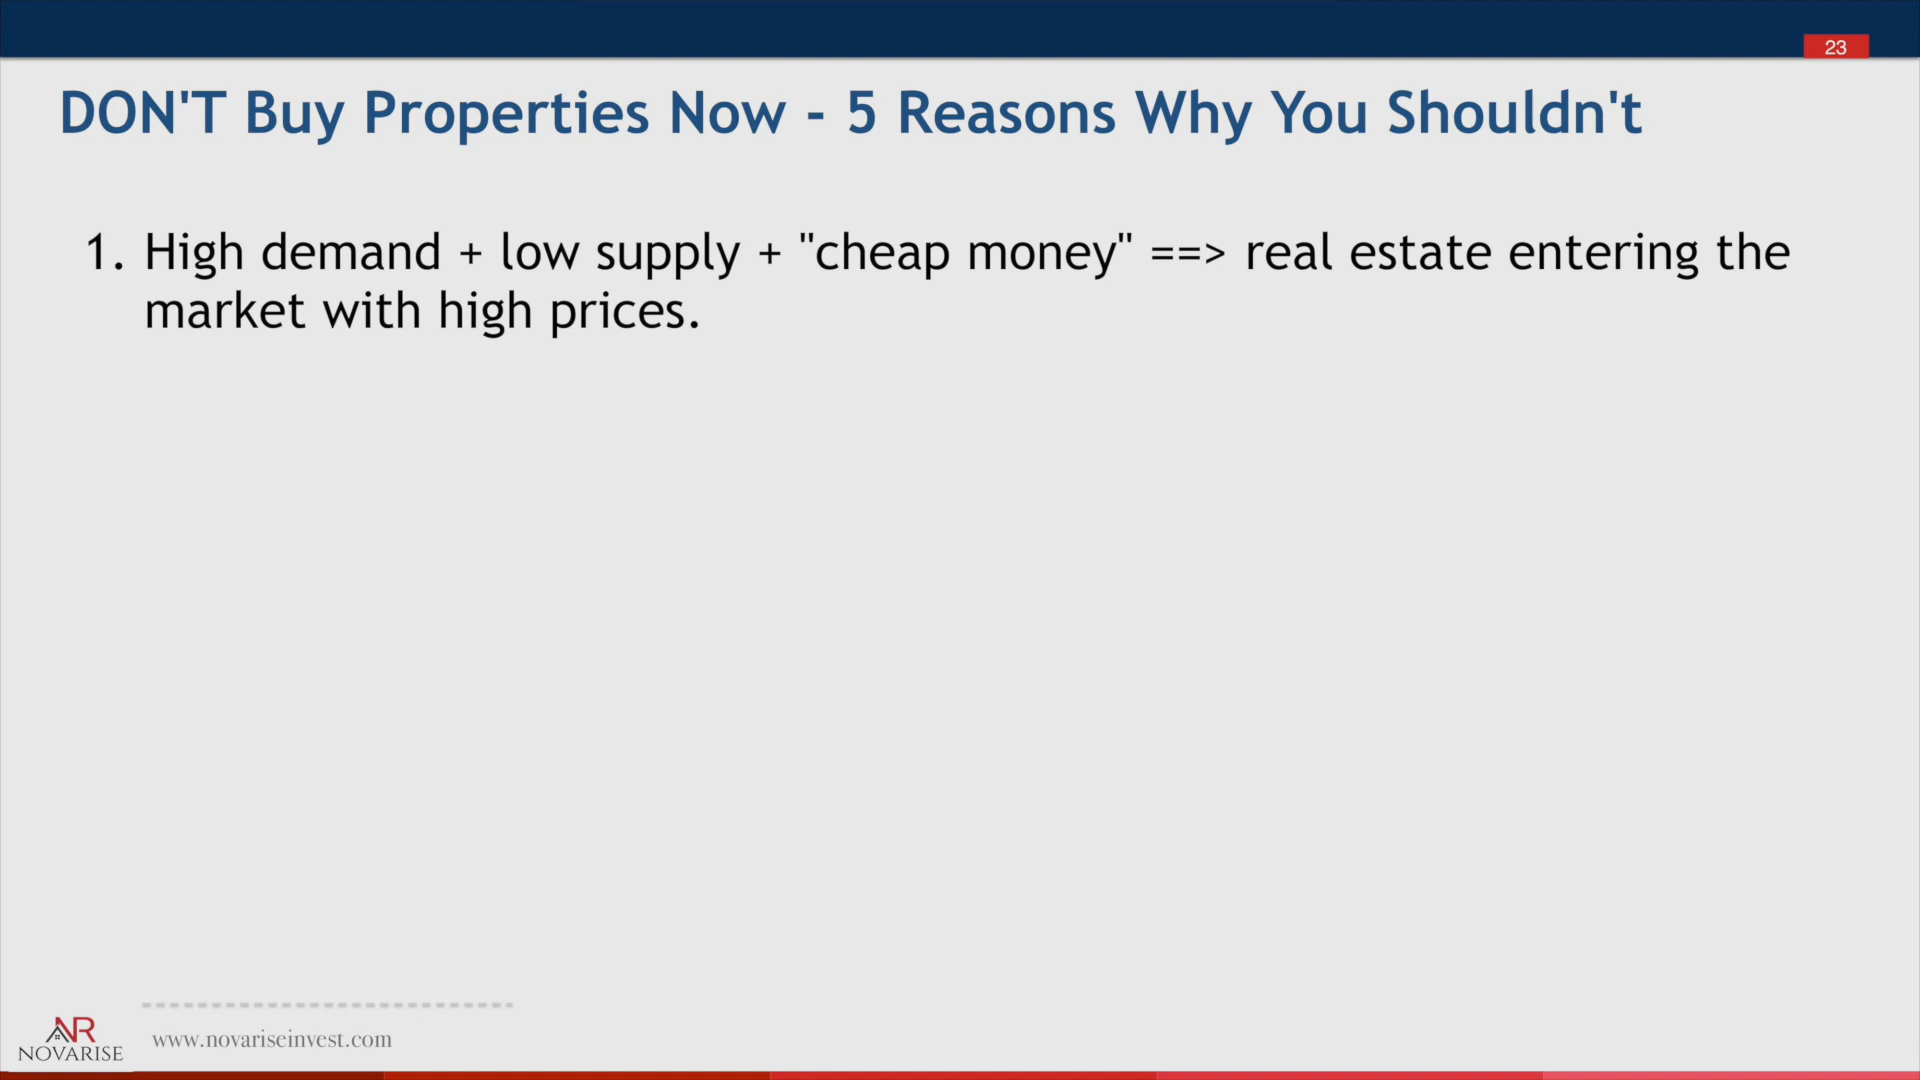 23
DON'T Buy Properties Now - 5 Reasons Why You Shouldn't
1. High demand + low supply + "cheap money" ==> real estate entering the
market with high prices.
NR
NOVARISE
www.novariseinvest.com